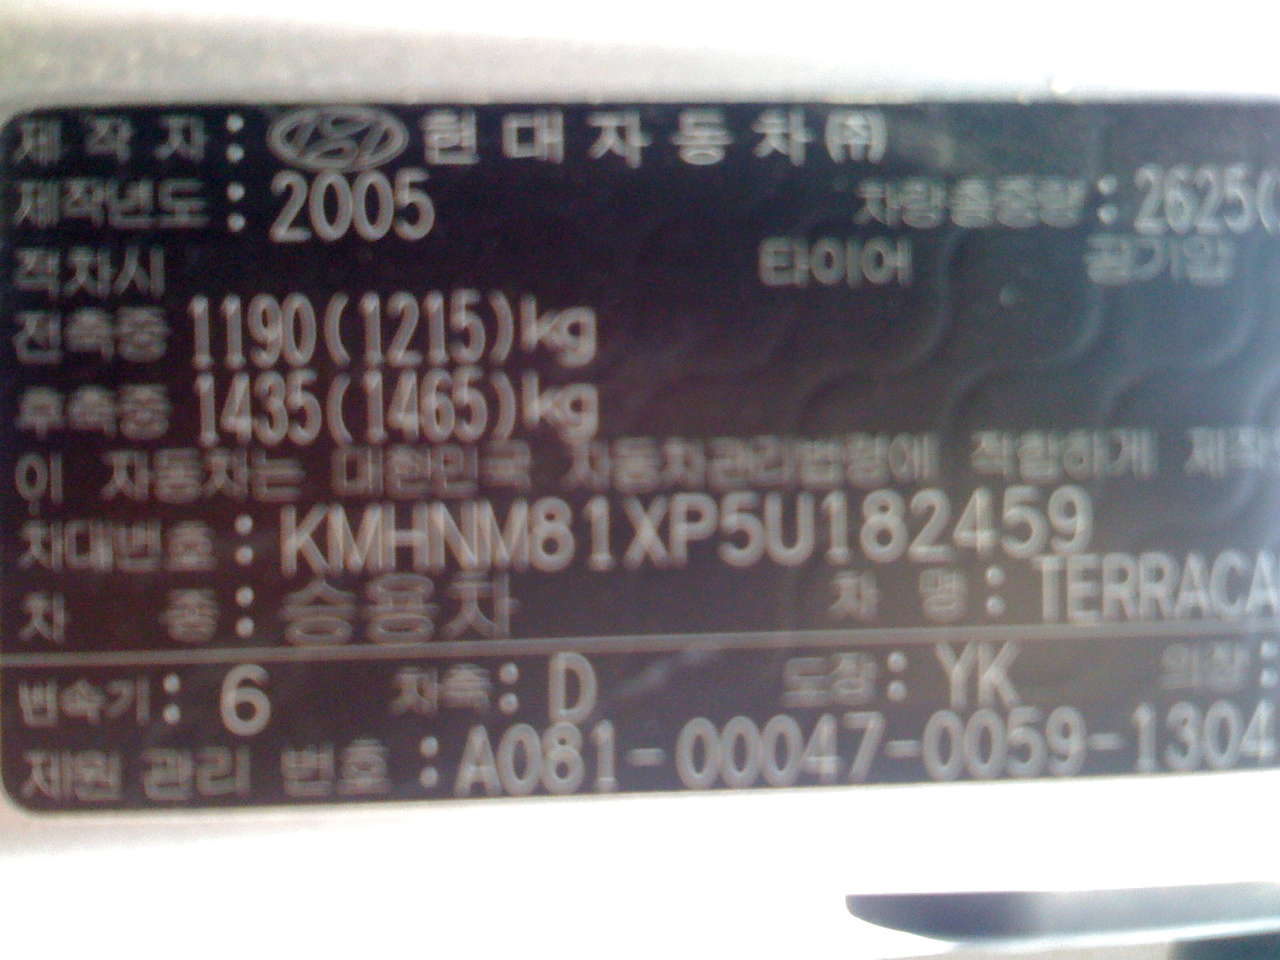 제 작 자 : 현 대 자 동 차 ㈜
제작년도 : 2005 차량총중량 : 2625(
적차시 타이어 공기압
전축중 1190(1215)kg
후축중 1435(1465)kg
이 자동차는 대한민국 자동차관리법령에 적합하게 제작
차대번호 : KMHNM81XP5U182459
차 종 : 승용차 차 명 : TERRACA
변속기 : 6 차축 : D 도장 : YK 의장 :
제원 관리 번호 : A081-00047-0059-1304